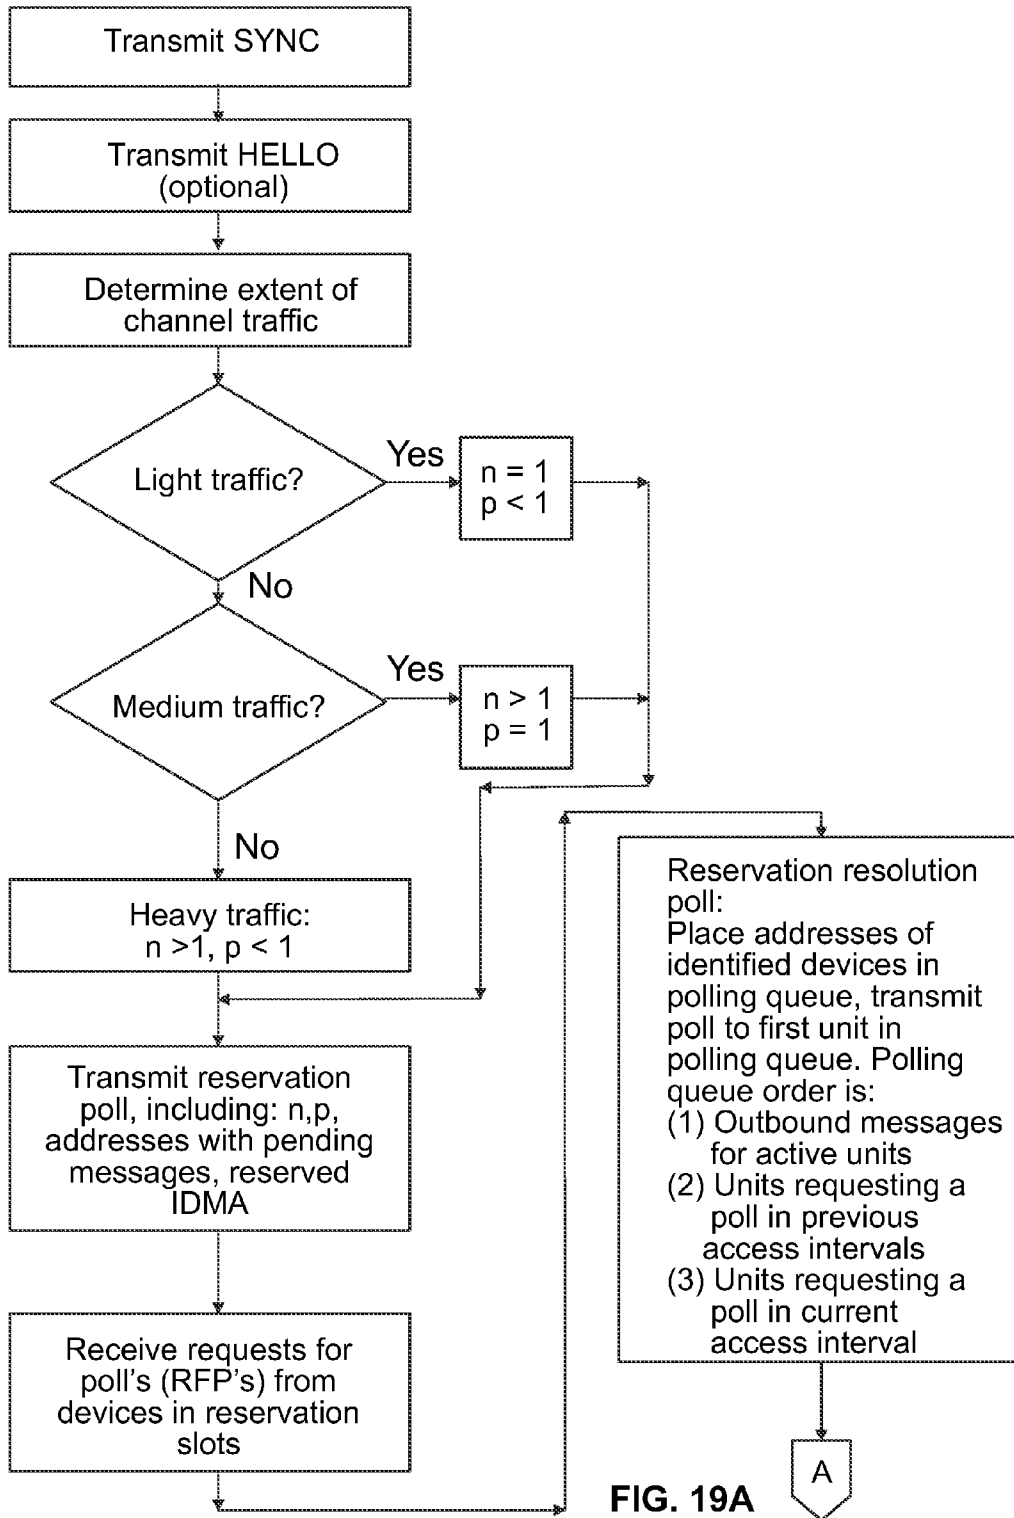 Transmit SYNC
Transmit HELLO
(optional)
Determine extent of
channel traffic
Light traffic?
Yes
n = 1
p < 1
No
Medium traffic?
Yes
n > 1
p = 1
No
Heavy traffic:
n >1, p < 1
Transmit reservation
poll, including: n,p,
addresses with pending
messages, reserved
IDMA
Receive requests for
poll's (RFP's) from
devices in reservation
slots
Reservation resolution
poll:
Place addresses of
identified devices in
polling queue, transmit
poll to first unit in
polling queue. Polling
queue order is:
(1) Outbound messages
for active units
(2) Units requesting a
poll in previous
access intervals
(3) Units requesting a
poll in current
access interval
A
FIG. 19A